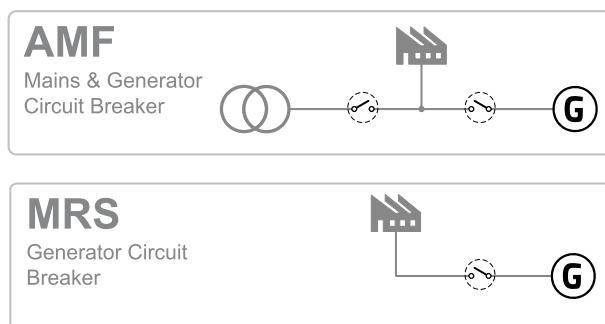 AMF
Mains & Generator
Circuit Breaker
G
MRS
Generator Circuit
Breaker
G